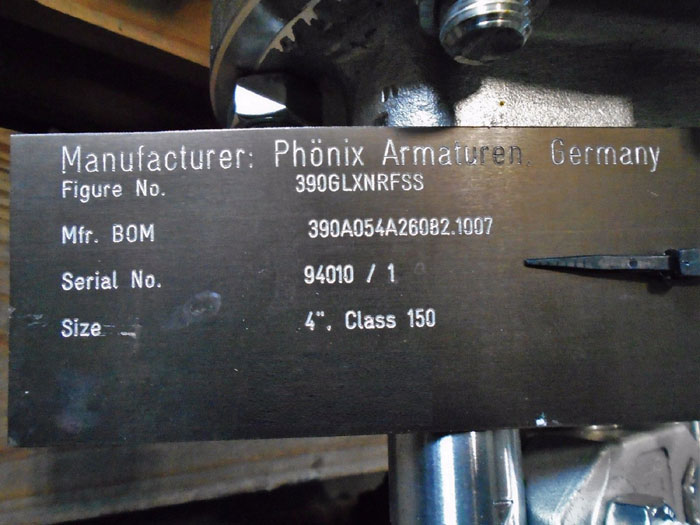 Manufacturer: Phönix Armaturen, Germany
Figure No. 390GLXNRFSS
Mfr. BOM 390A054A26082.1007
Serial No. 94010 / 1
Size 4", Class 150